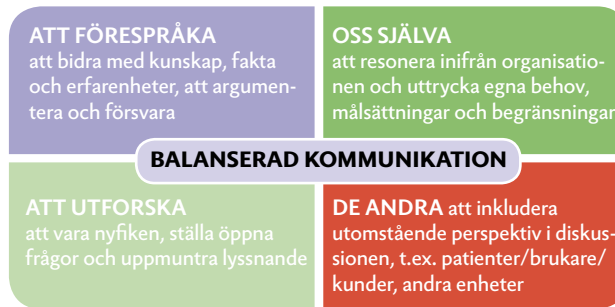 ATT FÖRESPRÅKA
att bidra med kunskap, fakta
och erfarenheter, att argumen-
tera och försvara
OSS SJÄLVA
att resonera inifrån organisatio-
nen och uttrycka egna behov,
målsättningar och begränsningar
BALANSERAD KOMMUNIKATION
ATT UTFORSKA
att vara nyfiken, ställa öppna
frågor och uppmuntra lyssnande
DE ANDRA att inkludera
utomstående perspektiv i diskus-
sionen, t.ex. patienter/brukare/
kunder, andra enheter